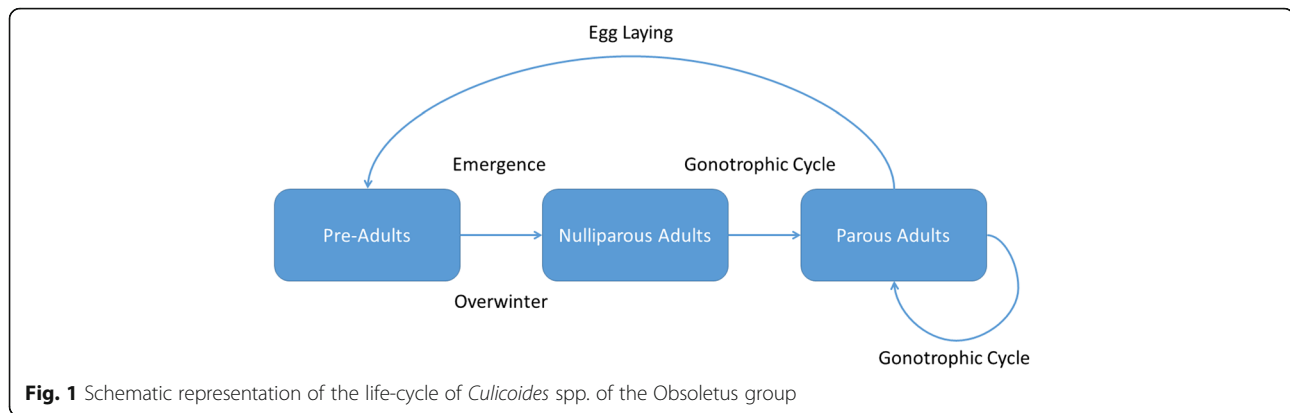 Egg Laying
Emergence
Gonotrophic Cycle
Pre-Adults
Nulliparous Adults
Parous Adults
Overwinter
Gonotrophic Cycle
Fig. 1 Schematic representation of the life-cycle of Culicoides spp. of the Obsoletus group